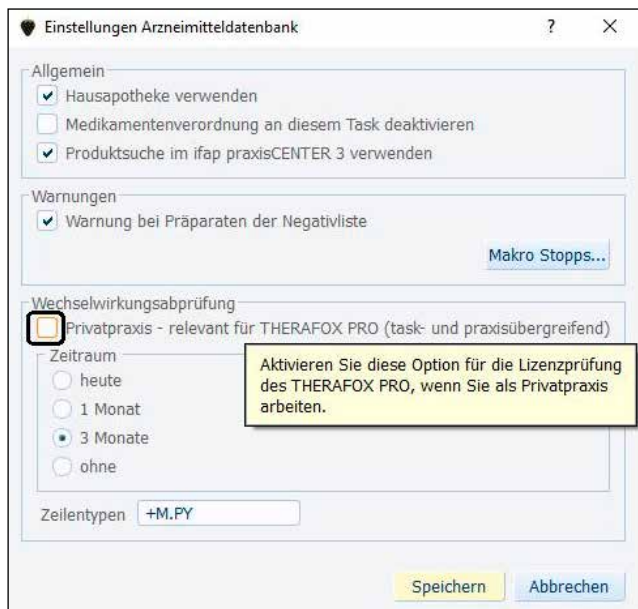 Einstellungen Arzneimitteldatenbank
?
Allgemein
Hausapotheke verwenden
Medikamentenverordnung an diesem Task deaktivieren
Produktsuche im ifap praxisCENTER 3 verwenden
Warnungen
Warnung bei Präparaten der Negativliste
Makro Stopps...
Wechselwirkungsabprüfung
Privatpraxis - relevant für THERAFOX PRO (task- und praxisübergreifend)
Zeitraum
Aktivieren Sie diese Option für die Lizenzprüfung
des THERAFOX PRO, wenn Sie als Privatpraxis
arbeiten.
heute
1 Monat
3 Monate
ohne
Zeilentypen +M.PY
Speichern Abbrechen